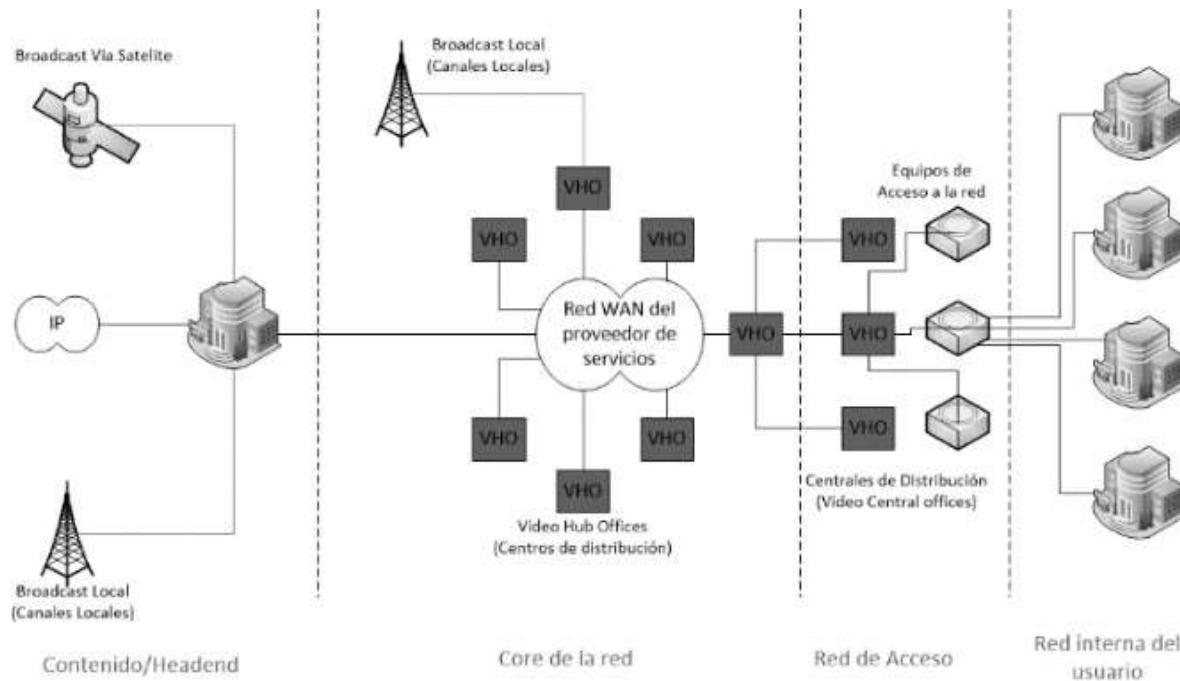 Broadcast Via Satelite
Broadcast Local
(Canales Locales)
VHO
VHO
VHO
Equipos de
Acceso a la red
VHO
IP
Red WAN del
proveedor de
servicios
VHO
VHO
VHO
VHO
VHO
VHO
Centrales de Distribución
(Video Central offices)
Video Hub Offices
(Centros de distribución)
Broadcast Local
(Canales Locales)
Contenido/Headend
Core de la red
Red de Acceso
Red interna del
usuario
VHO